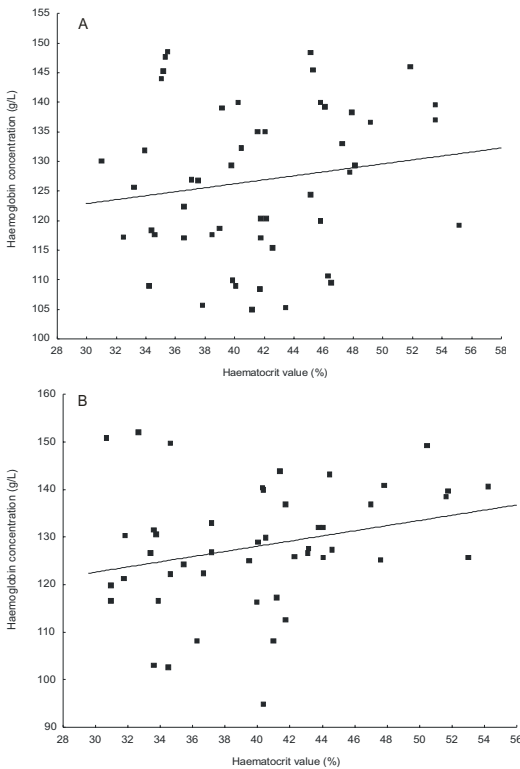 A
155
150
145
140
135
130
125
120
115
110
105
100
Haemoglobin concentration (g/L)
28 30 32 34 36 38 40 42 44 46 48 50 52 54 56 58
Haematocrit value (%)
B
160
150
140
130
120
110
100
90
Haemoglobin concentration (g/L)
28 30 32 34 36 38 40 42 44 46 48 50 52 54 56
Haematocrit value (%)